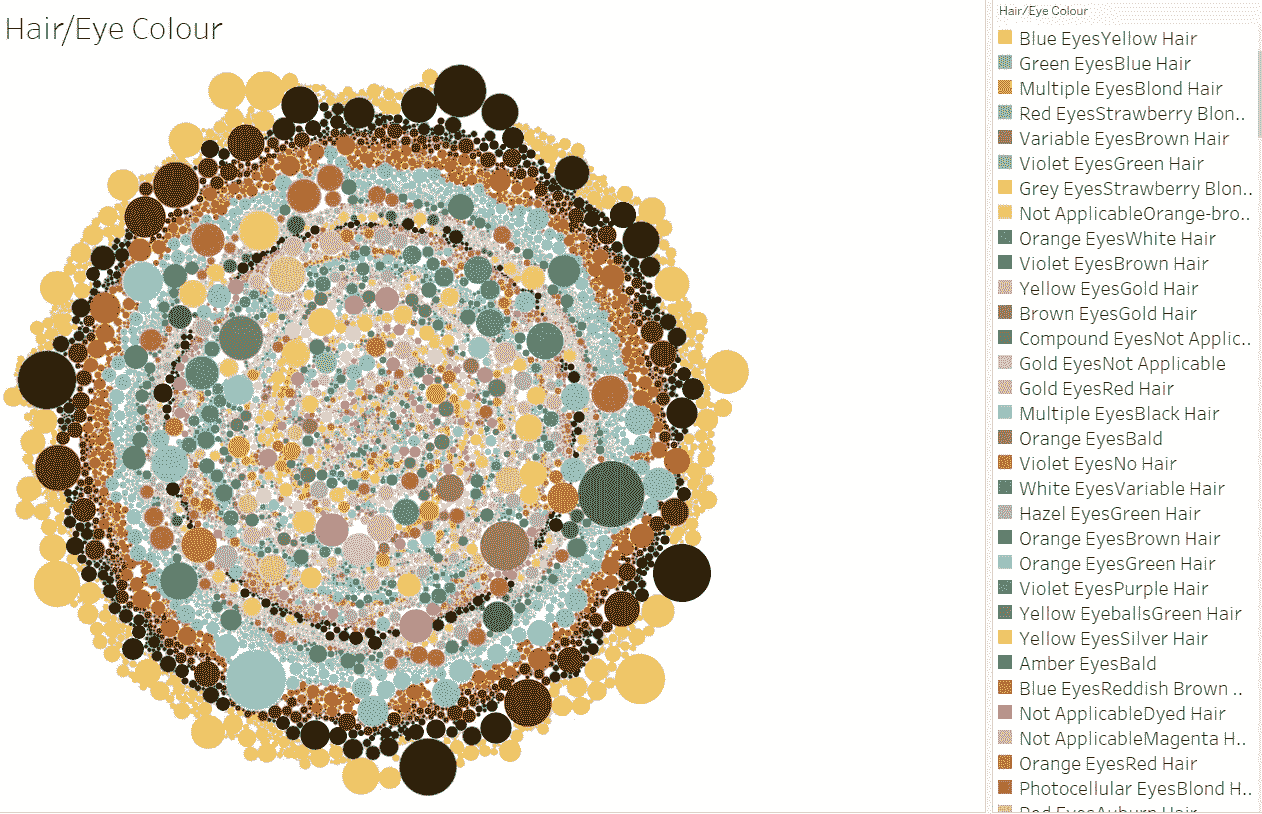 Hair/Eye Colour
Hair/Eye Colour
Blue EyesYellow Hair
Green EyesBlue Hair
Multiple EyesBlond Hair
Red EyesStrawberry Blon..
Variable EyesBrown Hair
Violet EyesGreen Hair
Grey EyesStrawberry Blon..
Not ApplicableOrange-bro..
Orange EyesWhite Hair
Violet EyesBrown Hair
Yellow EyesGold Hair
Brown EyesGold Hair
Compound EyesNot Applic..
Gold EyesNot Applicable
Gold EyesRed Hair
Multiple EyesBlack Hair
Orange EyesBald
Violet EyesNo Hair
White EyesVariable Hair
Hazel EyesGreen Hair
Orange EyesBrown Hair
Orange EyesGreen Hair
Violet EyesPurple Hair
Yellow EyeballsGreen Hair
Yellow EyesSilver Hair
Amber EyesBald
Blue EyesReddish Brown ..
Not ApplicableDyed Hair
Not ApplicableMagenta H..
Orange EyesRed Hair
Photocellular EyesBlond H..
Red EyesAuburn Hair